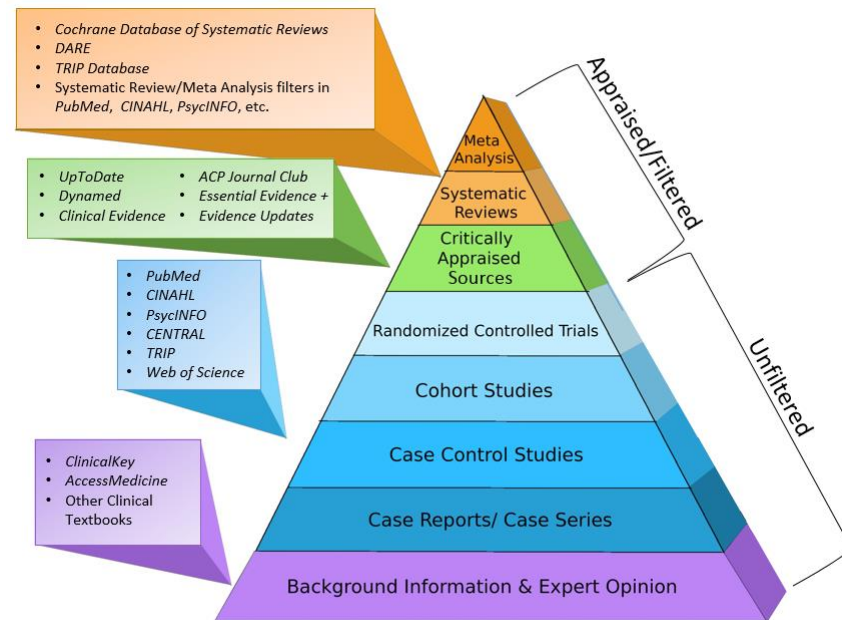 • Cochrane Database of Systematic Reviews
• DARE
• TRIP Database
• Systematic Review/Meta Analysis filters in
PubMed, CINAHL, PsycINFO, etc.
• UpToDate
• Dynamed
• Clinical Evidence
• ACP Journal Club
• Essential Evidence +
• Evidence Updates
• PubMed
• CINAHL
• PsycINFO
• CENTRAL
• TRIP
• Web of Science
• ClinicalKey
• AccessMedicine
• Other Clinical
Textbooks
Meta
Analysis
Systematic
Reviews
Critically
Appraised
Sources
Randomized Controlled Trials
Cohort Studies
Case Control Studies
Case Reports/ Case Series
Background Information & Expert Opinion
Appraised/Filtered
Unfiltered